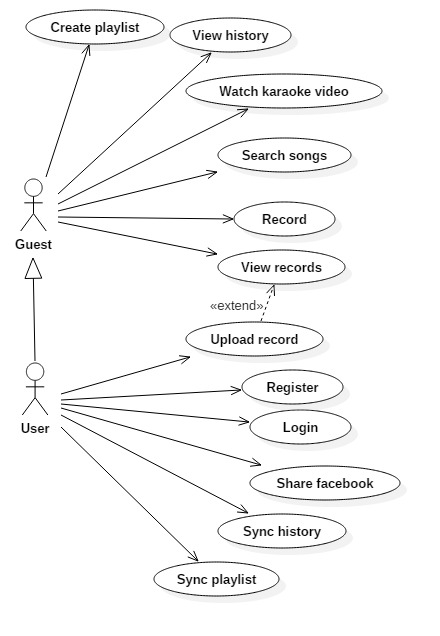 Create playlist
View history
Watch karaoke video
Search songs
Record
Guest
View records
«extend»
Upload record
Register
Login
User
Share facebook
Sync history
Sync playlist